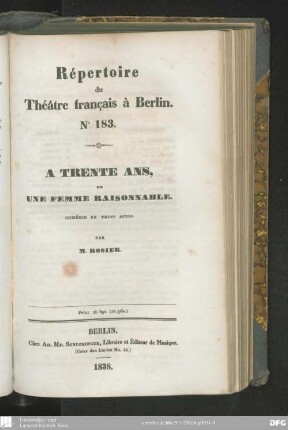 Répertoire
du
Théâtre français à Berlin.
N° 183.
A TRENTE ANS,
OU
UNE FEMME RAISONNABLE.
COMÉDIE EN TROIS ACTES
PAR
M. ROSIER.
BERLIN.
Chez AD. MT. SCHLESINGER, Libraire et Éditeur de Musique.
(Unter den Linden No. 34.)
1838.
DFG